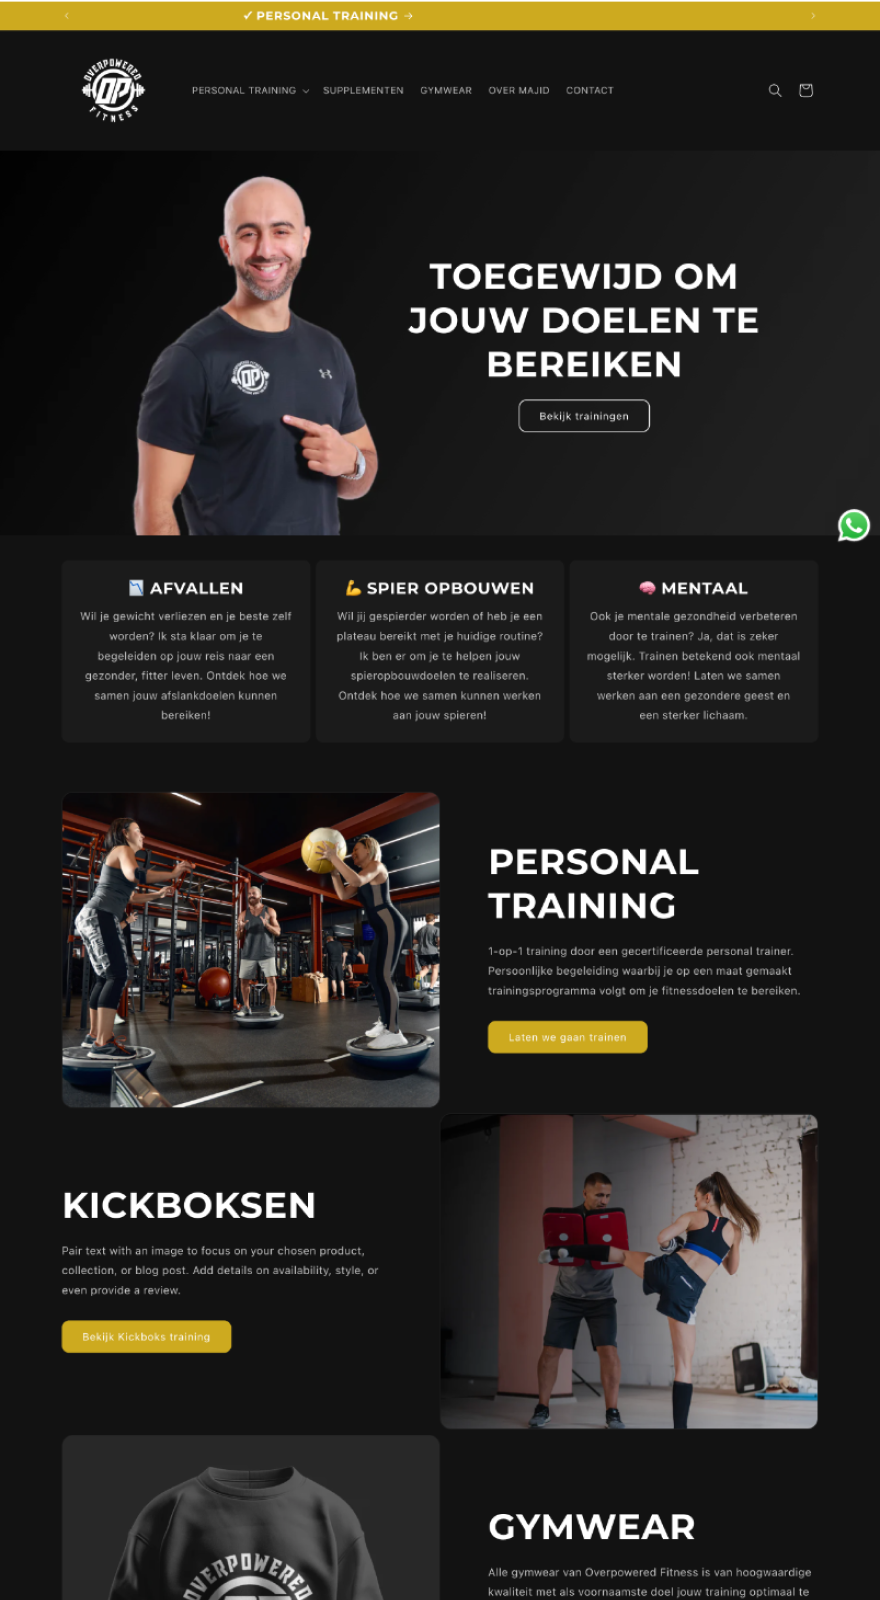 ✓ PERSONAL TRAINING →
OVERPOWERED
OP
FITNESS
PERSONAL TRAINING
SUPPLEMENTEN
GYMWEAR
OVER MAJID
CONTACT
TOEGEWIJD OM
JOUW DOELEN TE
BEREIKEN
Bekijk trainingen
OP
📉 AFVALLEN
Wil je gewicht verliezen en je beste zelf
worden? Ik sta klaar om je te
begeleiden op jouw reis naar een
gezonder, fitter leven. Ontdek hoe we
samen jouw afslankdoelen kunnen
bereiken!
💪 SPIER OPBOUWEN
Wil jij gespierder worden of heb je een
plateau bereikt met je huidige routine?
Ik ben er om je te helpen jouw
spieropbouwdoelen te realiseren.
Ontdek hoe we samen kunnen werken
aan jouw spieren!
🧠 MENTAAL
Ook je mentale gezondheid verbeteren
door te trainen? Ja, dat is zeker
mogelijk. Trainen betekend ook mentaal
sterker worden! Laten we samen
werken aan een gezondere geest en
een sterker lichaam.
PERSONAL
TRAINING
1-op-1 training door een gecertificeerde personal trainer.
Persoonlijke begeleiding waarbij je op een maat gemaakt
trainingsprogramma volgt om je fitnessdoelen te bereiken.
Laten we gaan trainen
KICKBOKSEN
Pair text with an image to focus on your chosen product,
collection, or blog post. Add details on availability, style, or
even provide a review.
Bekijk Kickboks training
OVERPOWERED
GYMWEAR
Alle gymwear van Overpowered Fitness is van hoogwaardige
kwaliteit met als voornaamste doel jouw training optimaal te